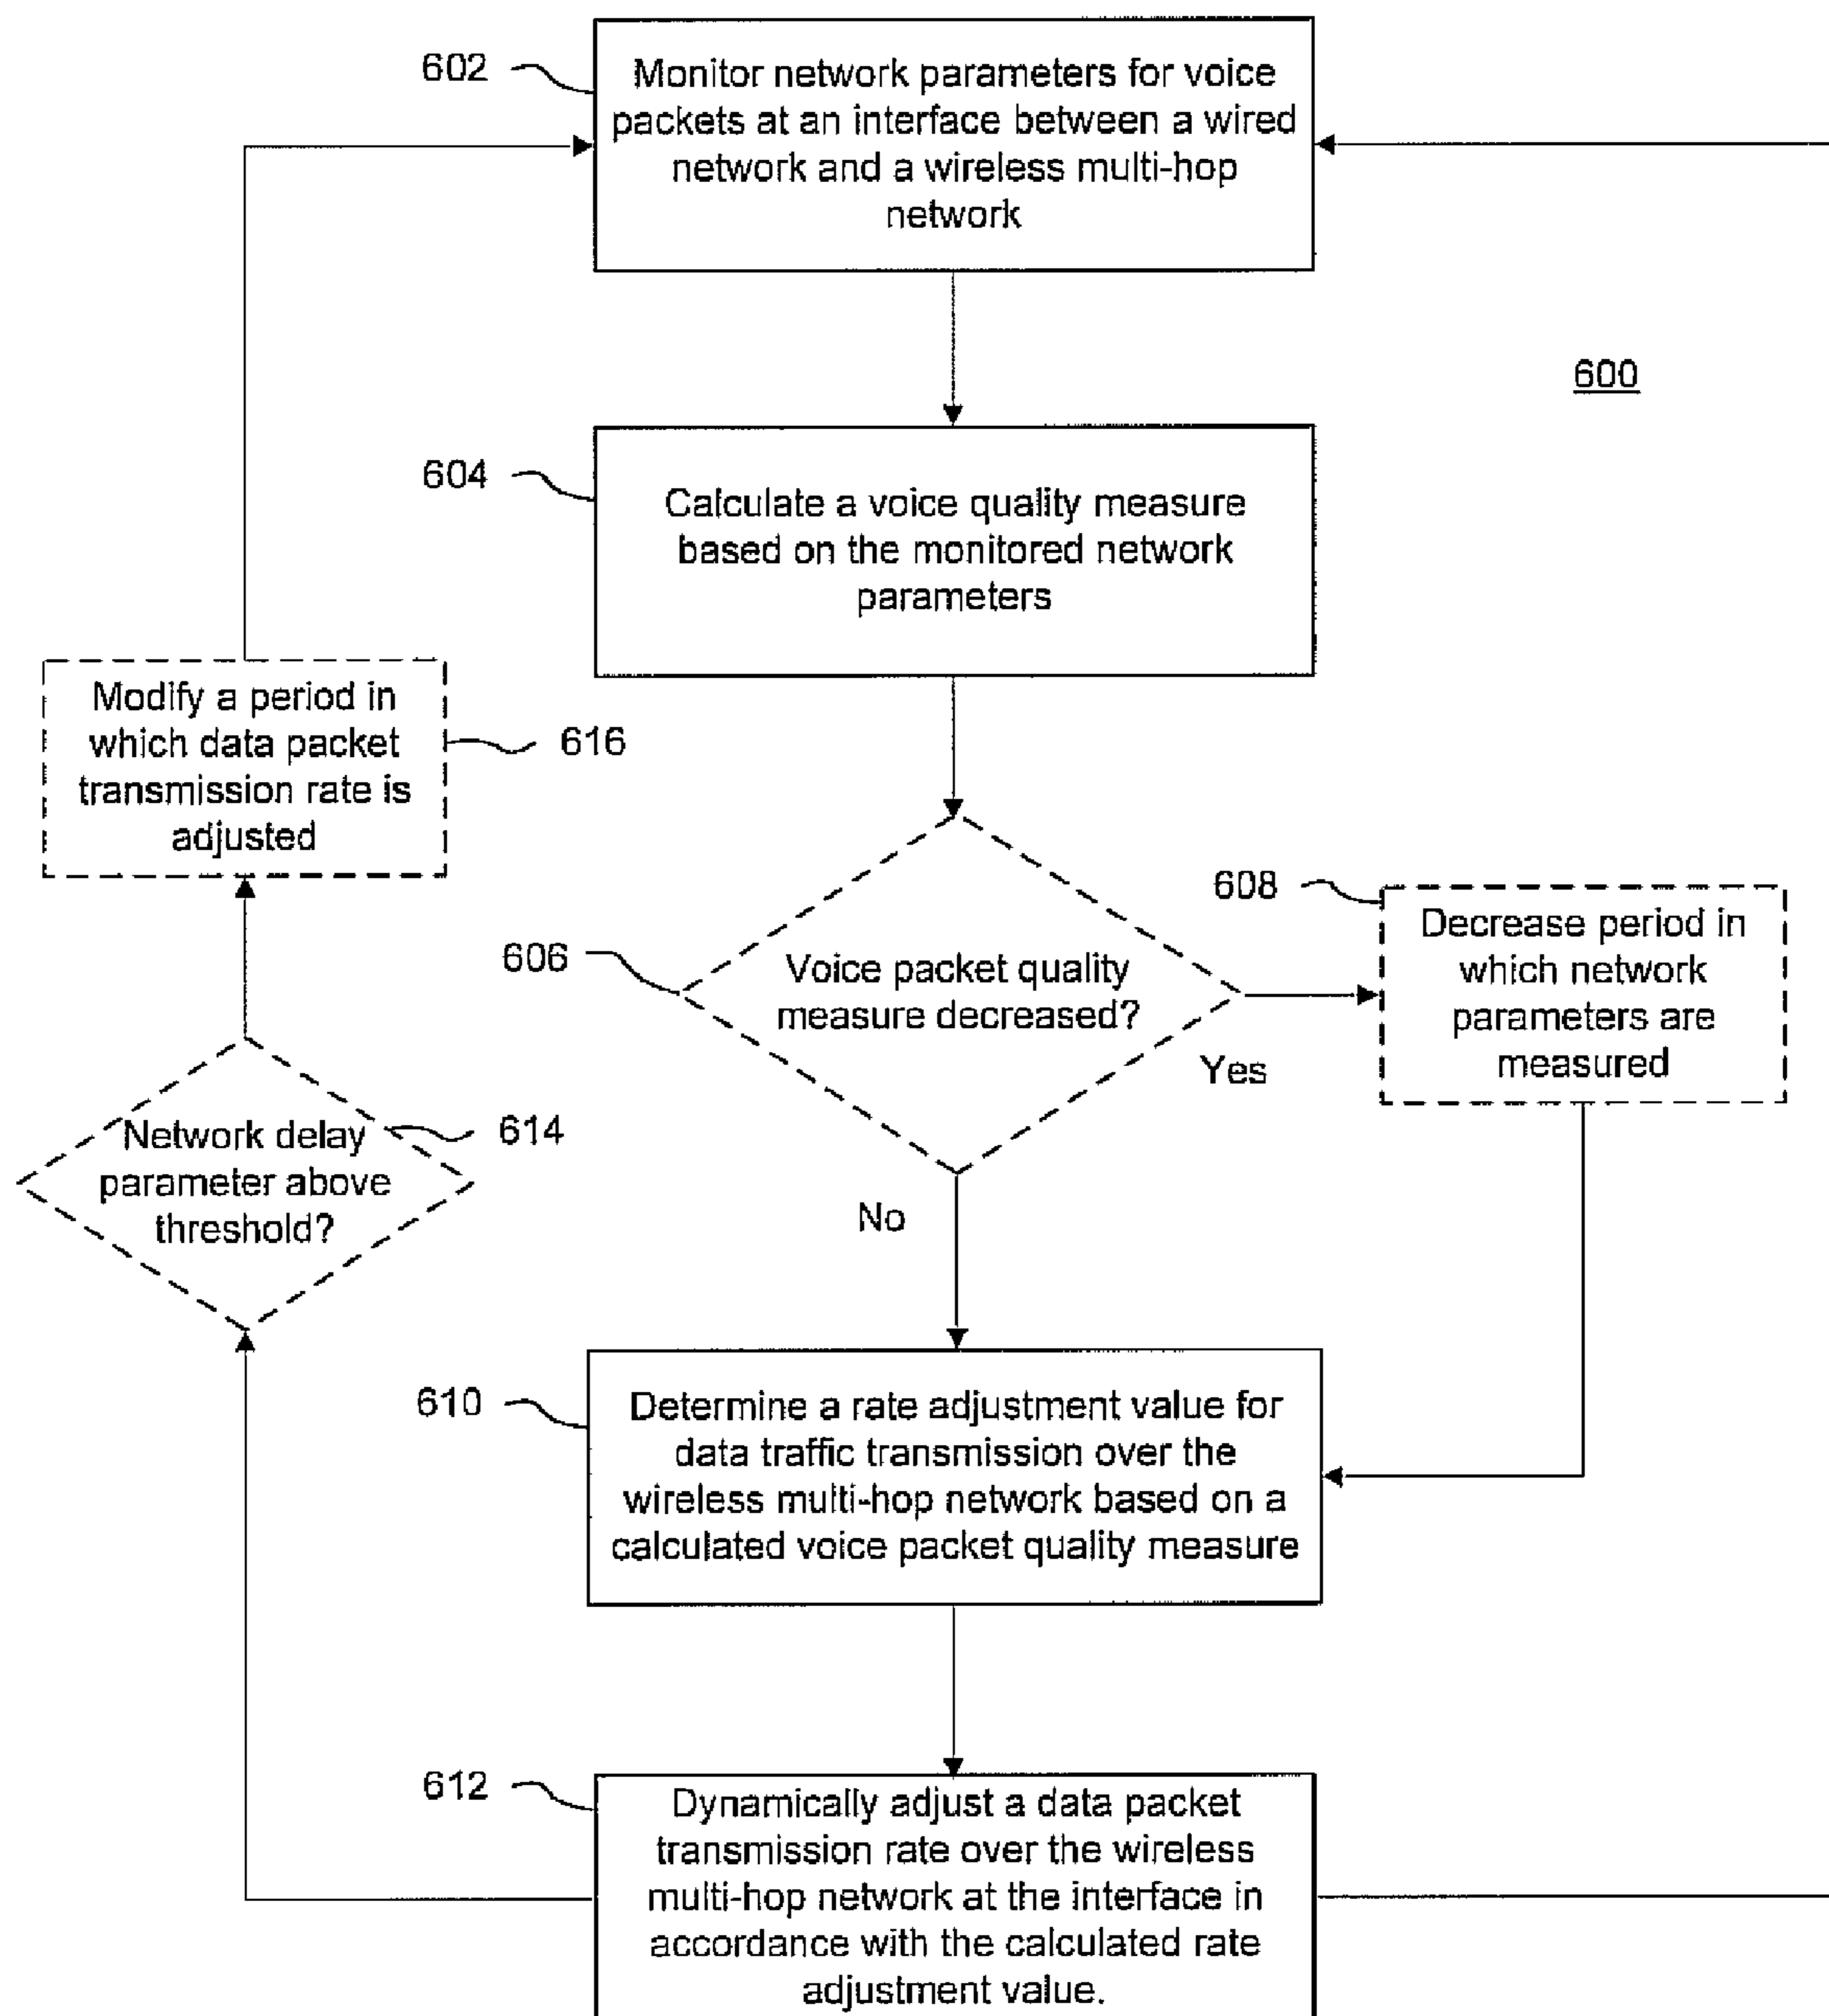 602
Monitor network parameters for voice
packets at an interface between a wired
network and a wireless multi-hop
network
600
604
Calculate a voice quality measure
based on the monitored network
parameters
Modify a period in
which data packet
transmission rate is
adjusted
616
606
Voice packet quality
measure decreased?
Yes
No
608
Decrease period in
which network
parameters are
measured
Network delay
parameter above
threshold?
614
610
Determine a rate adjustment value for
data traffic transmission over the
wireless multi-hop network based on a
calculated voice packet quality measure
612
Dynamically adjust a data packet
transmission rate over the wireless
multi-hop network at the interface in
accordance with the calculated rate
adjustment value.